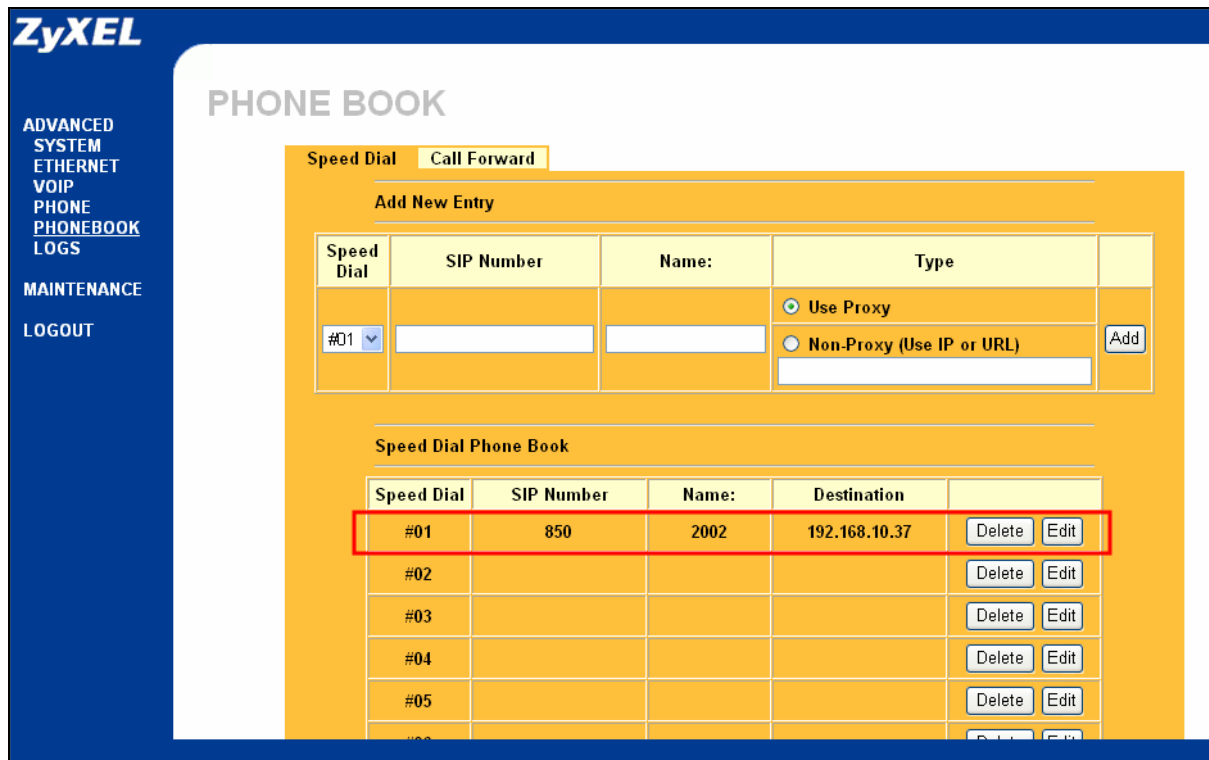 ZyXEL
PHONE BOOK
ADVANCED
SYSTEM
ETHERNET
VOIP
PHONE
PHONEBOOK
LOGS
MAINTENANCE
LOGOUT
Speed Dial Call Forward
Add New Entry
Speed Dial SIP Number Name: Type
#01 Use Proxy
Non-Proxy (Use IP or URL) Add
Speed Dial Phone Book
Speed Dial SIP Number Name: Destination
#01 850 2002 192.168.10.37 Delete Edit
#02 Delete Edit
#03 Delete Edit
#04 Delete Edit
#05 Delete Edit